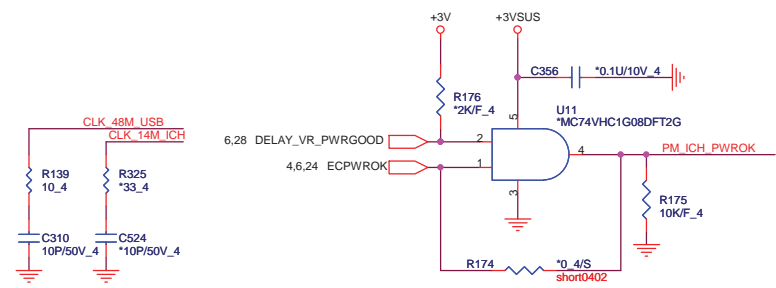 +3V
+3VSUS
C356
*0.1U/10V_4
R176
*2K/F_4
U11
*MC74VHC1G08DFT2G
5
CLK_48M_USB
CLK_14M_ICH
6,28 DELAY_VR_PWRGOOD
2
4,6,24 ECPWROK
1
4
PM_ICH_PWROK
3
R139
10_4
R325
*33_4
R175
10K/F_4
C310
10P/50V_4
C524
*10P/50V_4
R174
*0_4/S
short0402